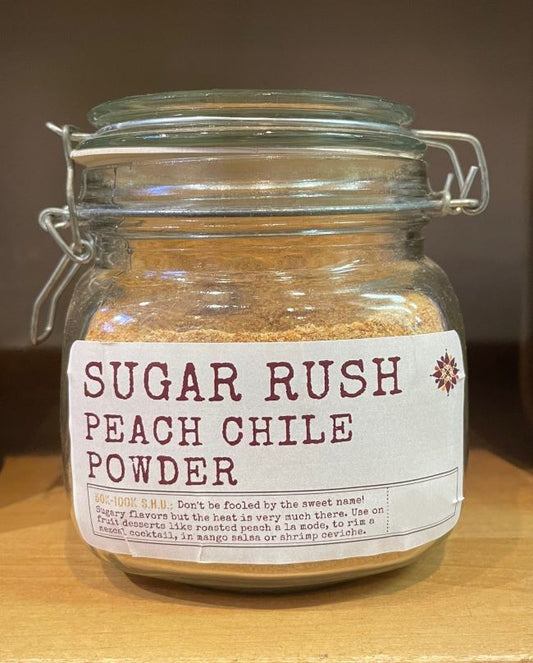 SUGAR RUSH
PEACH CHILE
POWDER
50K-100K S.H.U.: Don't be fooled by the sweet name!
Sugary flavors but the heat is very much there. Use on
fruit desserts like roasted peach a la mode, to rim a
mezcal cocktail, in mango salsa or shrimp ceviche.